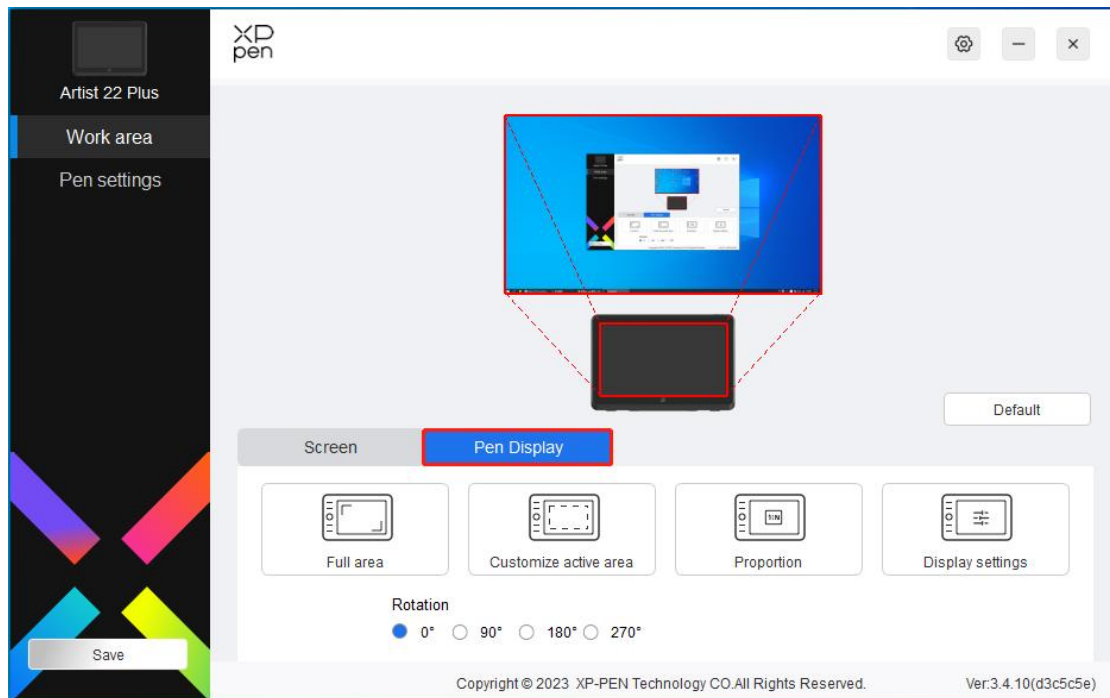 XP
pen
Artist 22 Plus
Work area
Pen settings
Default
Screen
Pen Display
1:N
Full area
Customize active area
Proportion
Display settings
Rotation
0°
90°
180°
270°
Save
Copyright © 2023 XP-PEN Technology CO.All Rights Reserved.
Ver:3.4.10(d3c5c5e)